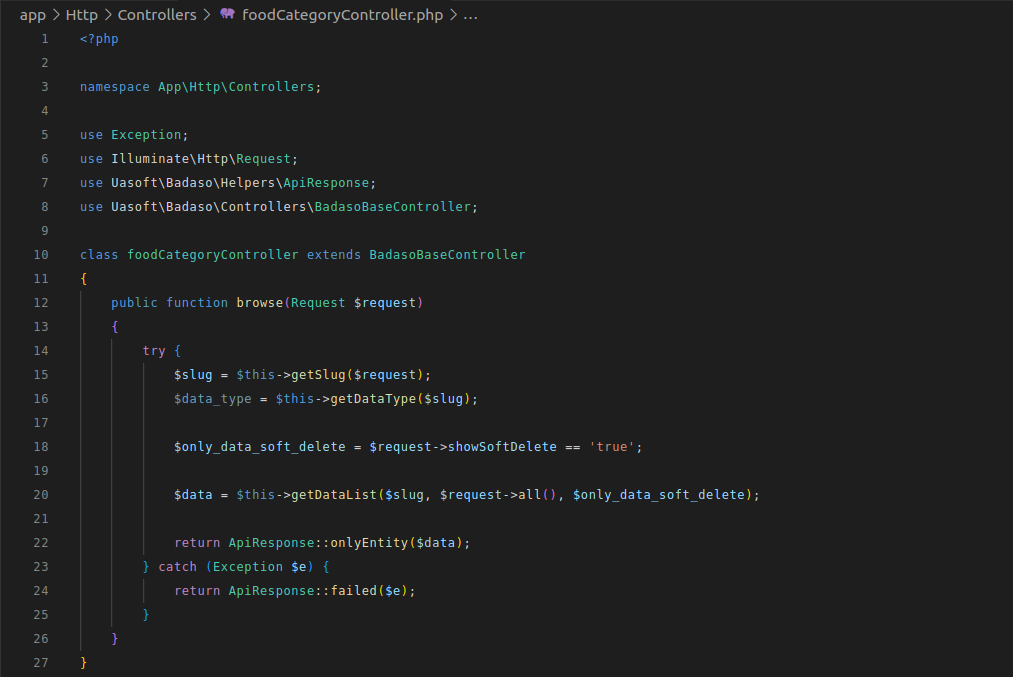 app > Http > Controllers > foodCategoryController.php > ...
1 <?php
2
3 namespace App\Http\Controllers;
4
5 use Exception;
6 use Illuminate\Http\Request;
7 use Uasoft\Badaso\Helpers\ApiResponse;
8 use Uasoft\Badaso\Controllers\BadasoBaseController;
9
10 class foodCategoryController extends BadasoBaseController
11 {
12     public function browse(Request $request)
13     {
14         try {
15             $slug = $this->getSlug($request);
16             $data_type = $this->getDataType($slug);
17
18             $only_data_soft_delete = $request->showSoftDelete == 'true';
19
20             $data = $this->getDataList($slug, $request->all(), $only_data_soft_delete);
21
22             return ApiResponse::onlyEntity($data);
23         } catch (Exception $e) {
24             return ApiResponse::failed($e);
25         }
26     }
27 }